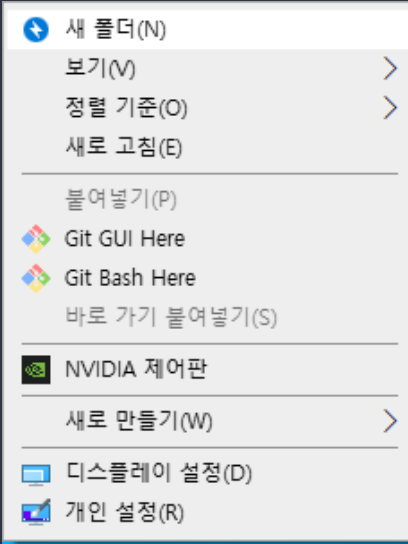 새 폴더(N)
보기(V)
정렬 기준(O)
새로 고침(E)
붙여넣기(P)
Git GUI Here
Git Bash Here
바로 가기 붙여넣기(S)
NVIDIA 제어판
새로 만들기(W)
디스플레이 설정(D)
개인 설정(R)